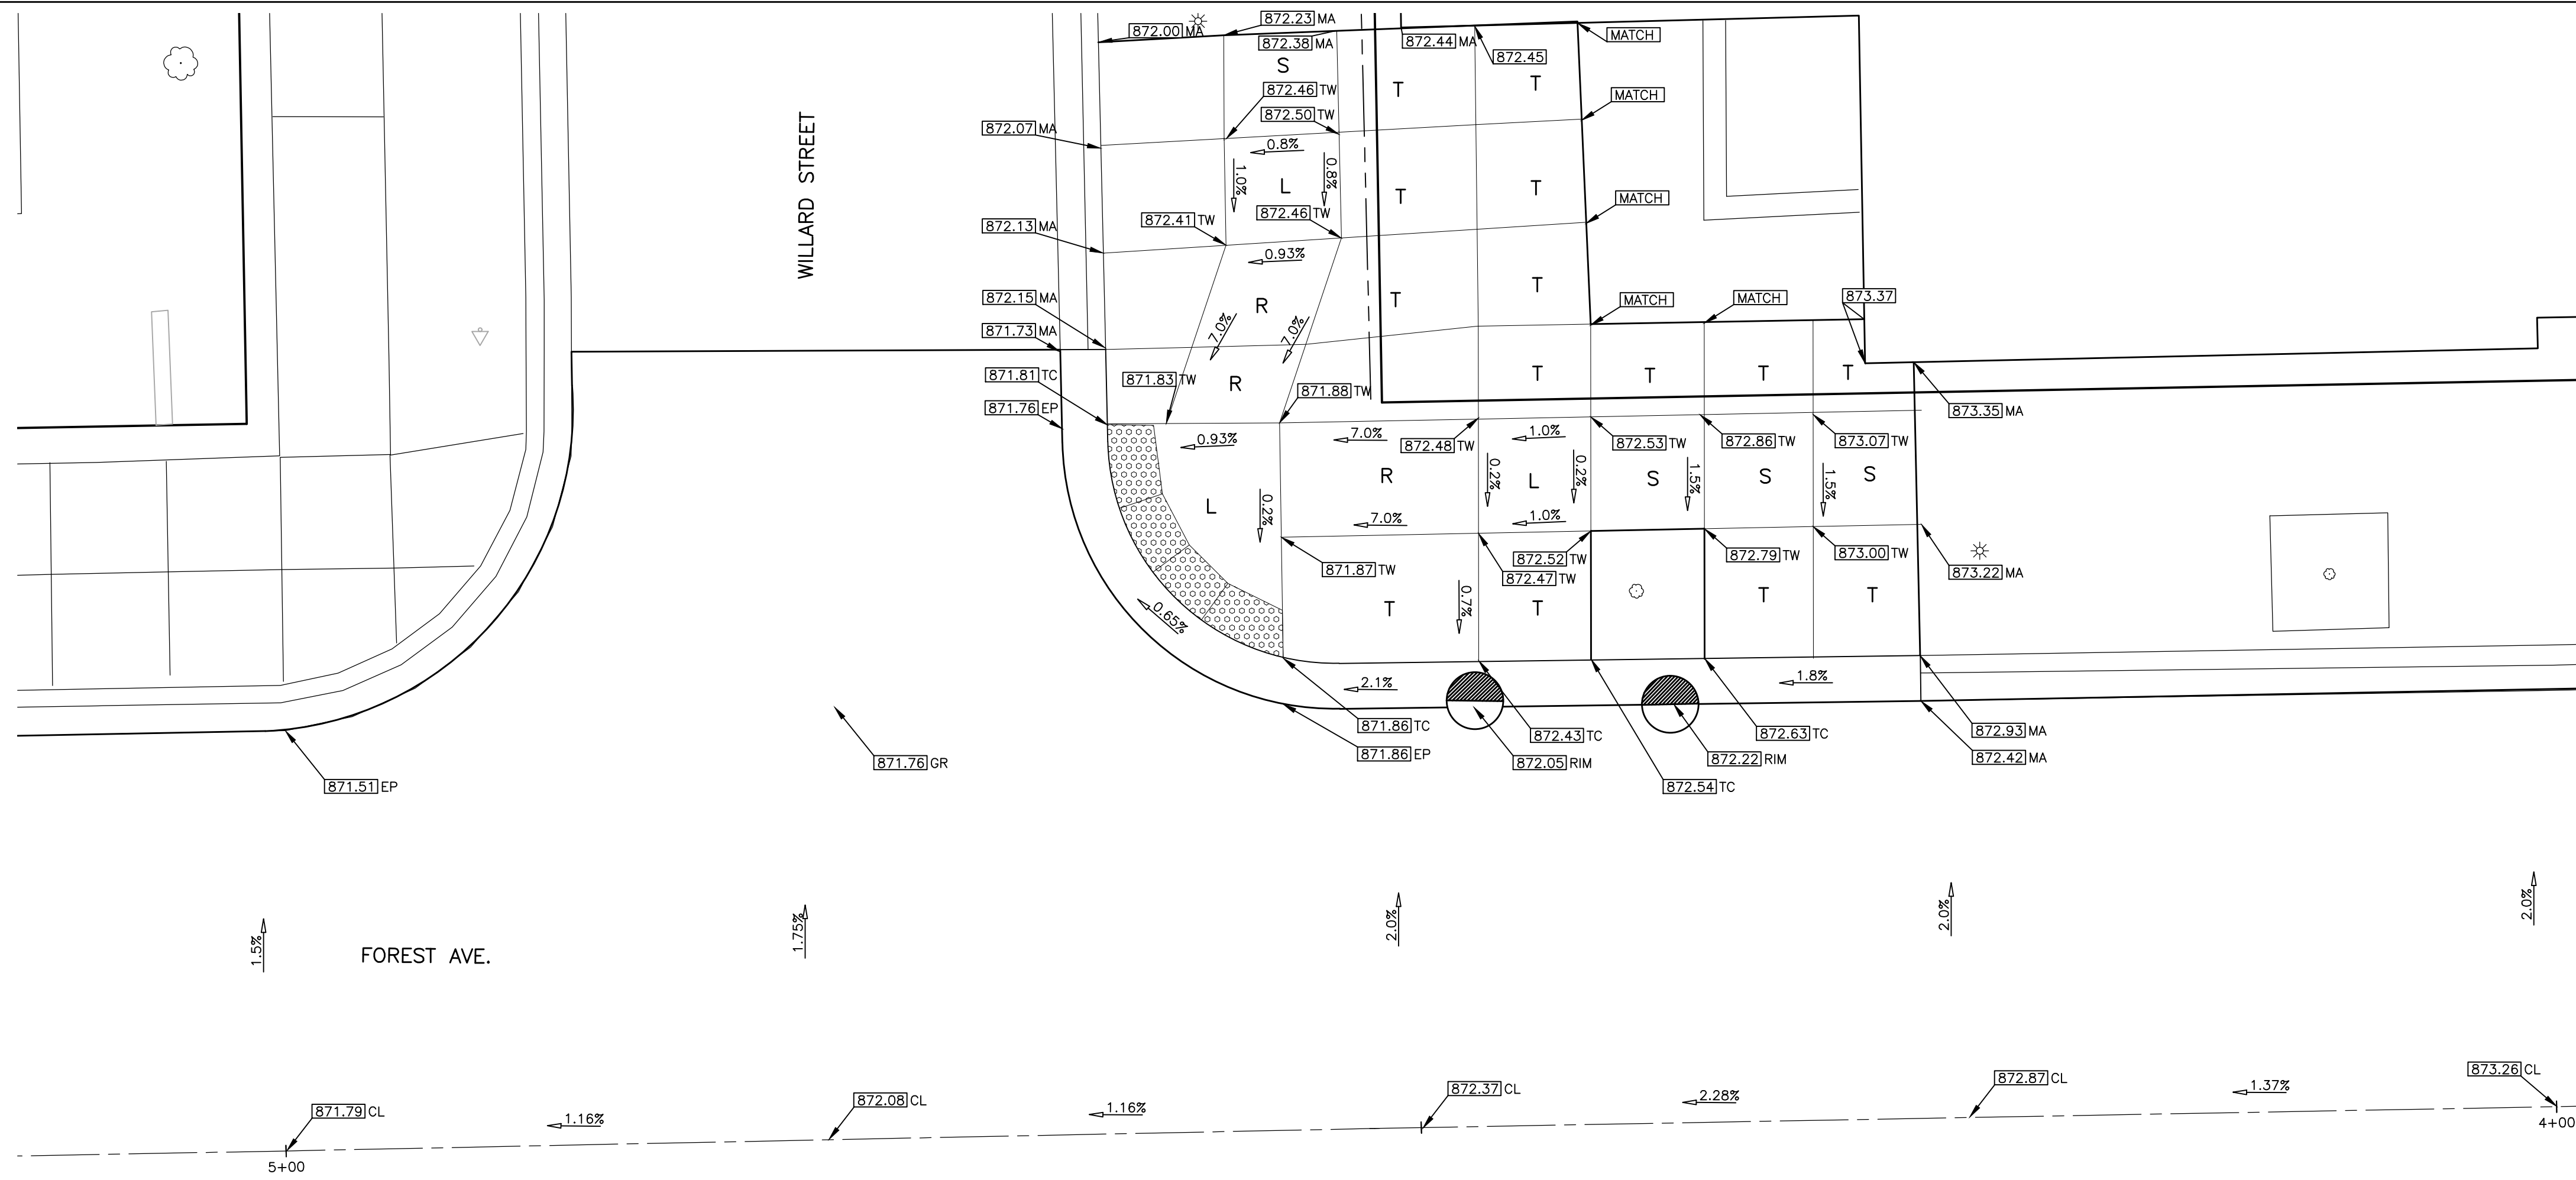 872.00 MA
872.23 MA
872.38 MA
872.44 MA
872.45
MATCH
S
T
T
872.46 TW
MATCH
872.50 TW
872.07 MA
WILLARD STREET
0.8%
1.0%
0.8%
L
T
T
MATCH
872.41 TW
872.46 TW
872.13 MA
0.93%
872.15 MA
R
T
T
MATCH
MATCH
873.37
871.73 MA
7.0%
7.0%
871.81 TC
871.83 TW
R
871.88 TW
T
T
T
T
871.76 EP
873.35 MA
0.93%
7.0%
872.48 TW
1.0%
872.53 TW
872.86 TW
873.07 TW
R
0.2%
L
0.2%
S
1.5%
S
1.5%
S
L
0.2%
7.0%
1.0%
871.87 TW
872.52 TW
872.47 TW
872.79 TW
873.00 TW
873.22 MA
0.65%
T
0.7%
T
T
T
2.1%
1.8%
871.86 TC
871.86 EP
872.43 TC
872.05 RIM
872.63 TC
872.22 RIM
872.54 TC
872.93 MA
872.42 MA
871.51 EP
871.76 GR
1.5%
1.75%
2.0%
2.0%
2.0%
FOREST AVE.
871.79 CL
1.16%
872.08 CL
1.16%
872.37 CL
2.28%
872.87 CL
1.37%
873.26 CL
5+00
4+00